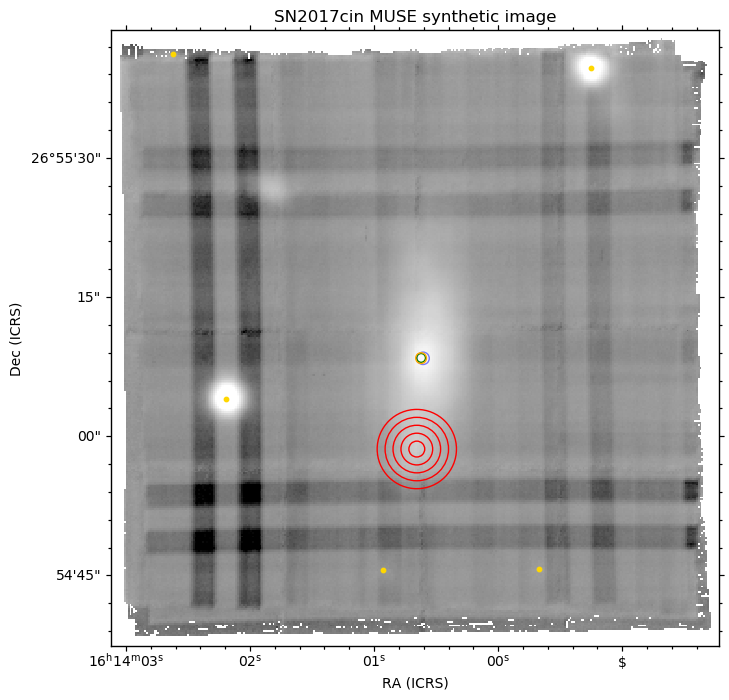 SN2017cin MUSE synthetic image
26°55'30"
15"
00"
54'45"
Dec (ICRS)
16ʰ14ᵐ03ˢ 02ˢ 01ˢ 00ˢ $
RA (ICRS)